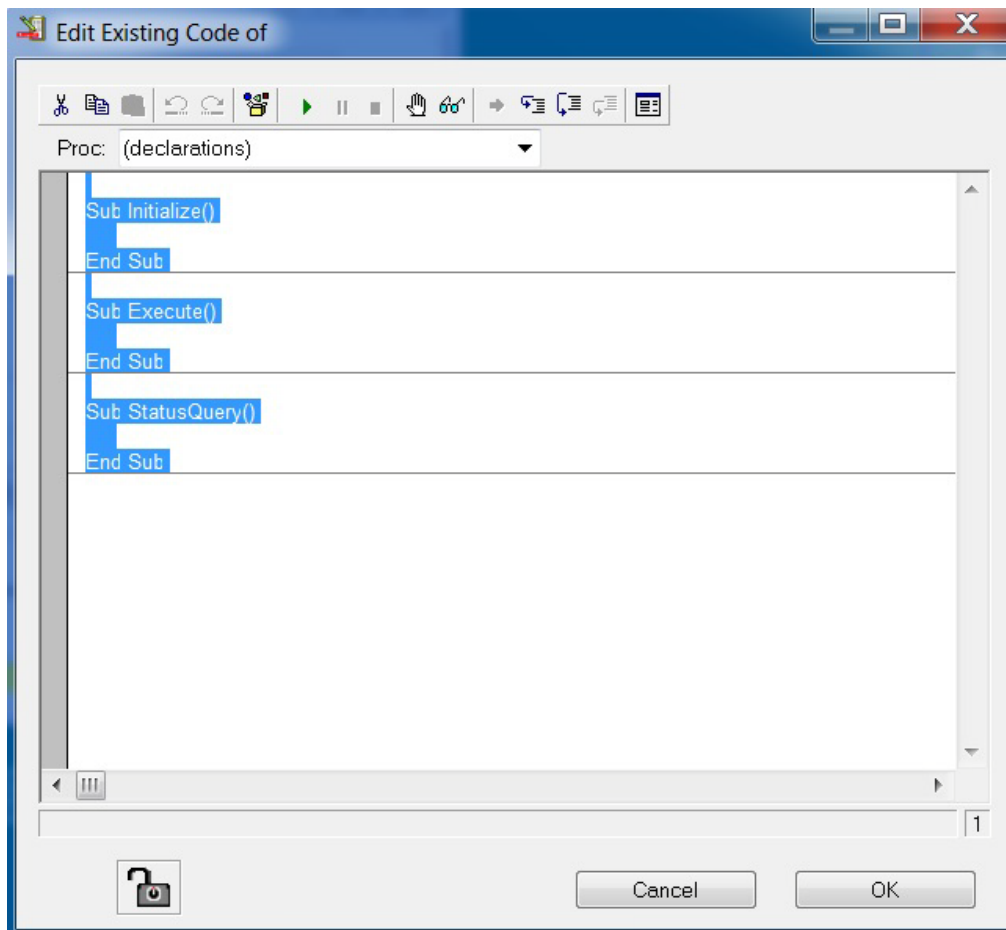 Edit Existing Code of
Proc: (declarations)
Sub Initialize()
End Sub
Sub Execute()
End Sub
Sub StatusQuery()
End Sub
1
Cancel OK